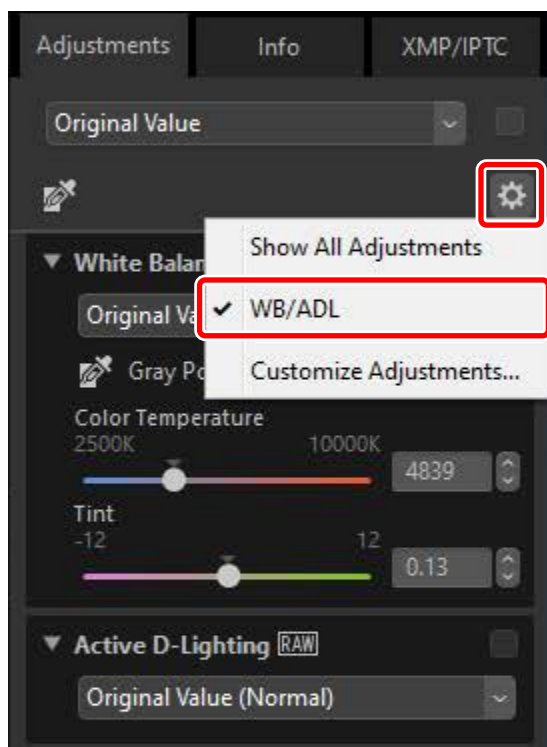 Adjustments Info XMP/IPTC
Original Value
Show All Adjustments
White Balan
WB/ADL
Original Va
Customize Adjustments...
Gray Po
Color Temperature
2500K 10000K
4839
Tint
-12 12
0.13
Active D-Lighting RAW
Original Value (Normal)